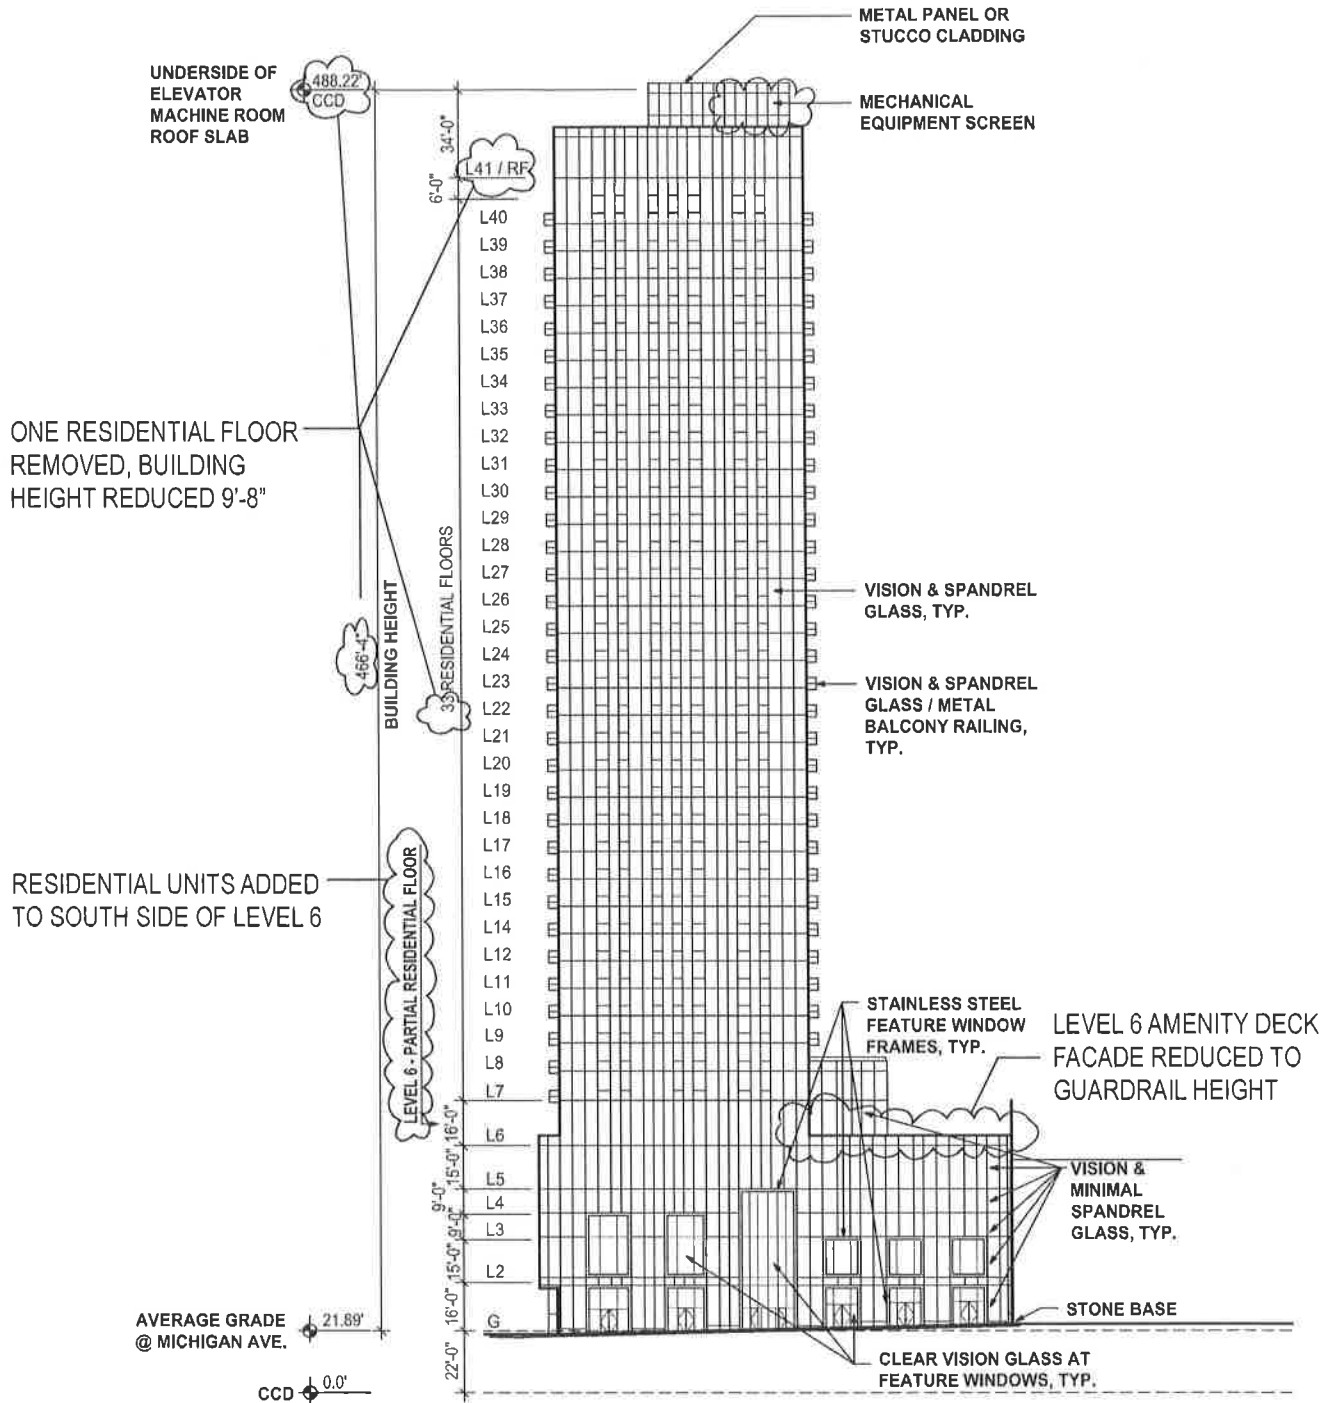 METAL PANEL OR
STUCCO CLADDING
UNDERSIDE OF
ELEVATOR
MACHINE ROOM
ROOF SLAB
488.22'
CCD
MECHANICAL
EQUIPMENT SCREEN
34'-0"
L41 / RF
6'-0"
L40
L39
L38
L37
L36
L35
L34
L33
L32
L31
L30
L29
L28
L27
L26
L25
L24
L23
L22
L21
L20
L19
L18
L17
L16
L15
L14
L12
L11
L10
L9
L8
L7
L6
L5
L4
L3
L2
G
ONE RESIDENTIAL FLOOR
REMOVED, BUILDING
HEIGHT REDUCED 9'-8"
466'-4"
BUILDING HEIGHT
33 RESIDENTIAL FLOORS
VISION & SPANDREL
GLASS, TYP.
VISION & SPANDREL
GLASS / METAL
BALCONY RAILING,
TYP.
RESIDENTIAL UNITS ADDED
TO SOUTH SIDE OF LEVEL 6
LEVEL 6 - PARTIAL RESIDENTIAL FLOOR
STAINLESS STEEL
FEATURE WINDOW
FRAMES, TYP.
LEVEL 6 AMENITY DECK
FACADE REDUCED TO
GUARDRAIL HEIGHT
16'-0"
15'-0"
9'-0"
9'-0"
15'-0"
16'-0"
22'-0"
VISION &
MINIMAL
SPANDREL
GLASS, TYP.
STONE BASE
AVERAGE GRADE
@ MICHIGAN AVE.
21.89'
CLEAR VISION GLASS AT
FEATURE WINDOWS, TYP.
CCD
0.0'